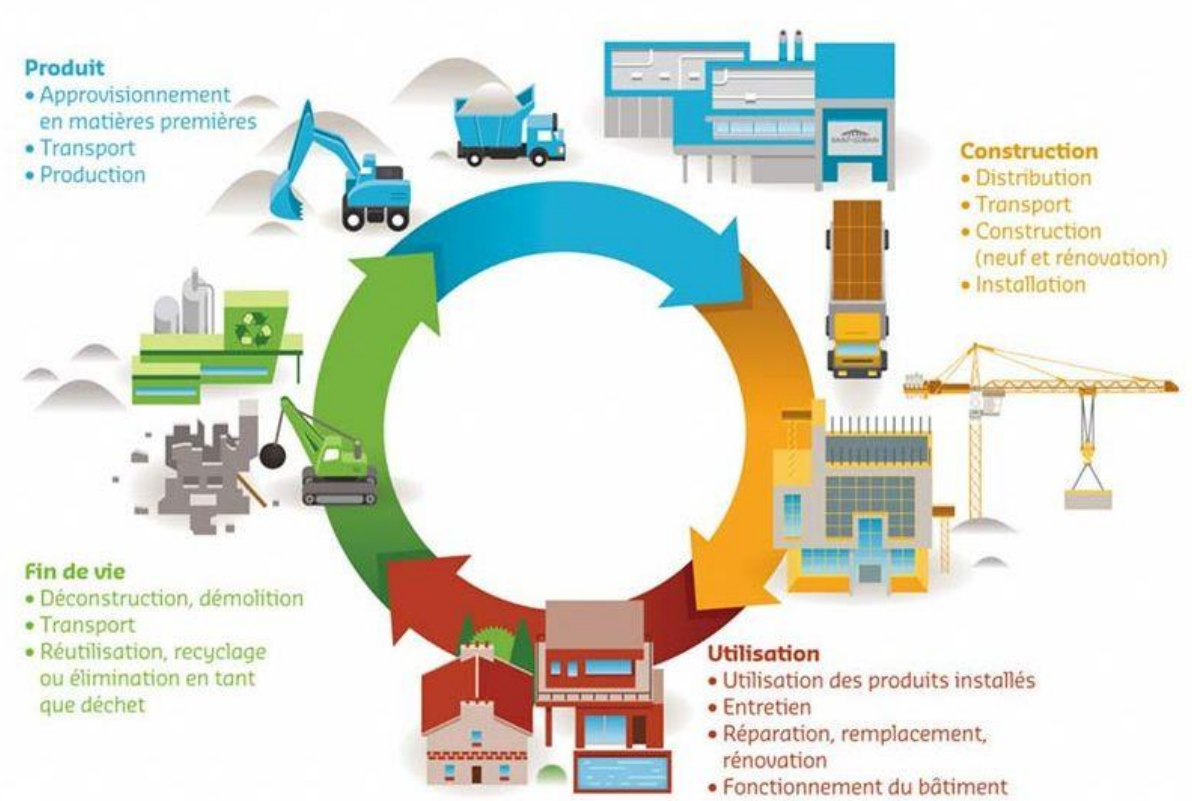 Produit
• Approvisionnement
en matières premières
• Transport
• Production
SAINT-GOBAIN
Construction
• Distribution
• Transport
• Construction
(neuf et rénovation)
• Installation
Fin de vie
• Déconstruction, démolition
• Transport
• Réutilisation, recyclage
ou élimination en tant
que déchet
Utilisation
• Utilisation des produits installés
• Entretien
• Réparation, remplacement,
rénovation
• Fonctionnement du bâtiment